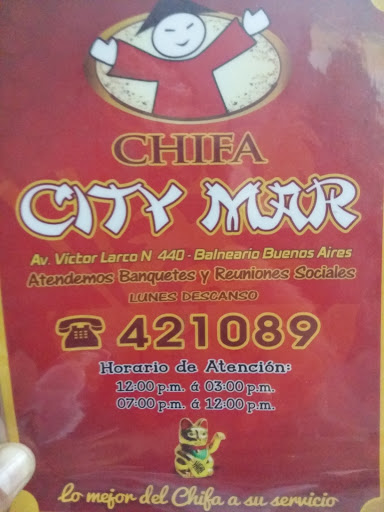 CHIFA
CITY MAR
Av. Víctor Larco N 440 - Balneario Buenos Aires
Atendemos Banquetes y Reuniones Sociales
LUNES DESCANSO
☎ 421089
Horario de Atención:
12:00 p.m. á 03:00 p.m.
07:00 p.m. á 12:00 p.m.
lo mejor del Chifa a su servicio